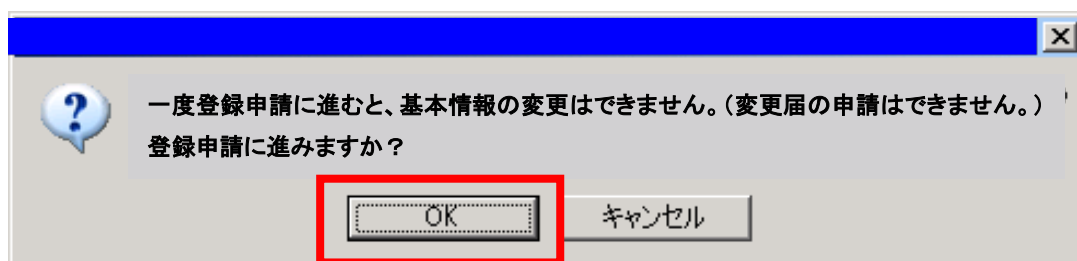 一度登録申請に進むと、基本情報の変更はできません。（変更届の申請はできません。）
登録申請に進みますか？
OK
キャンセル